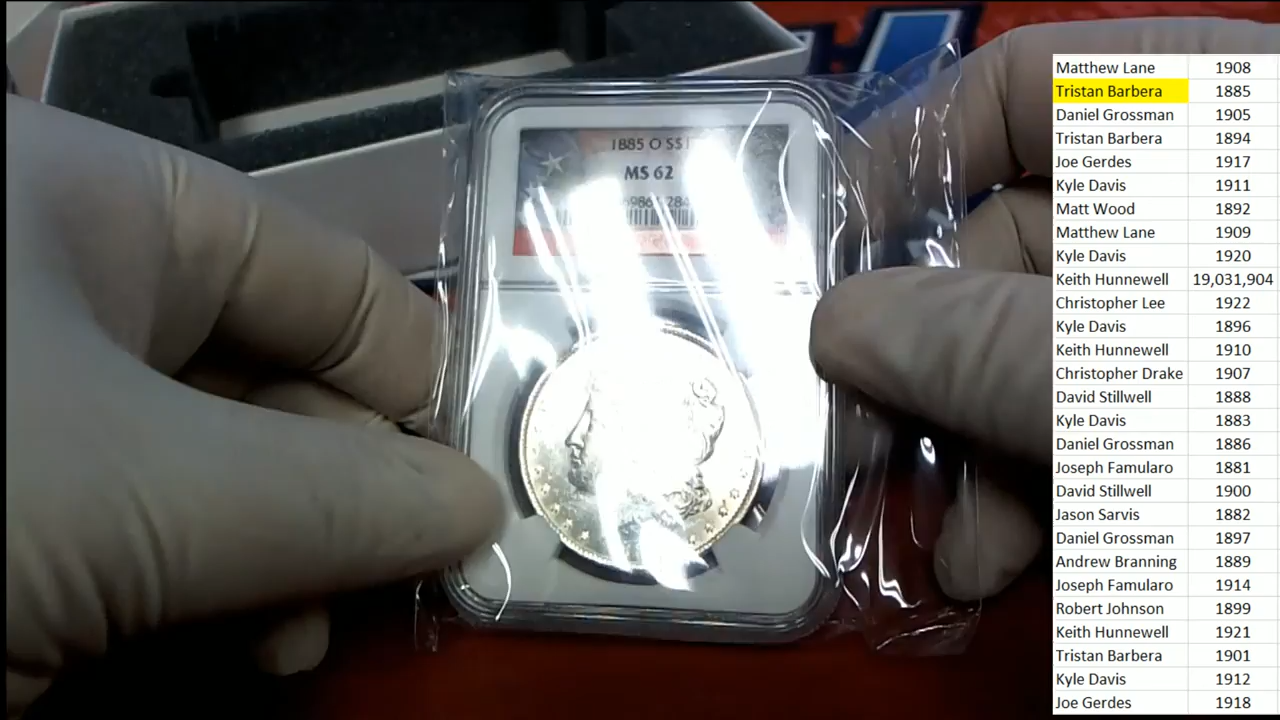 1885 O S$1
MS 62
Matthew Lane 1908
Tristan Barbera 1885
Daniel Grossman 1905
Tristan Barbera 1894
Joe Gerdes 1917
Kyle Davis 1911
Matt Wood 1892
Matthew Lane 1909
Kyle Davis 1920
Keith Hunnewell 19,031,904
Christopher Lee 1922
Kyle Davis 1896
Keith Hunnewell 1910
Christopher Drake 1907
David Stillwell 1888
Kyle Davis 1883
Daniel Grossman 1886
Joseph Famularo 1881
David Stillwell 1900
Jason Sarvis 1882
Daniel Grossman 1897
Andrew Branning 1889
Joseph Famularo 1914
Robert Johnson 1899
Keith Hunnewell 1921
Tristan Barbera 1901
Kyle Davis 1912
Joe Gerdes 1918